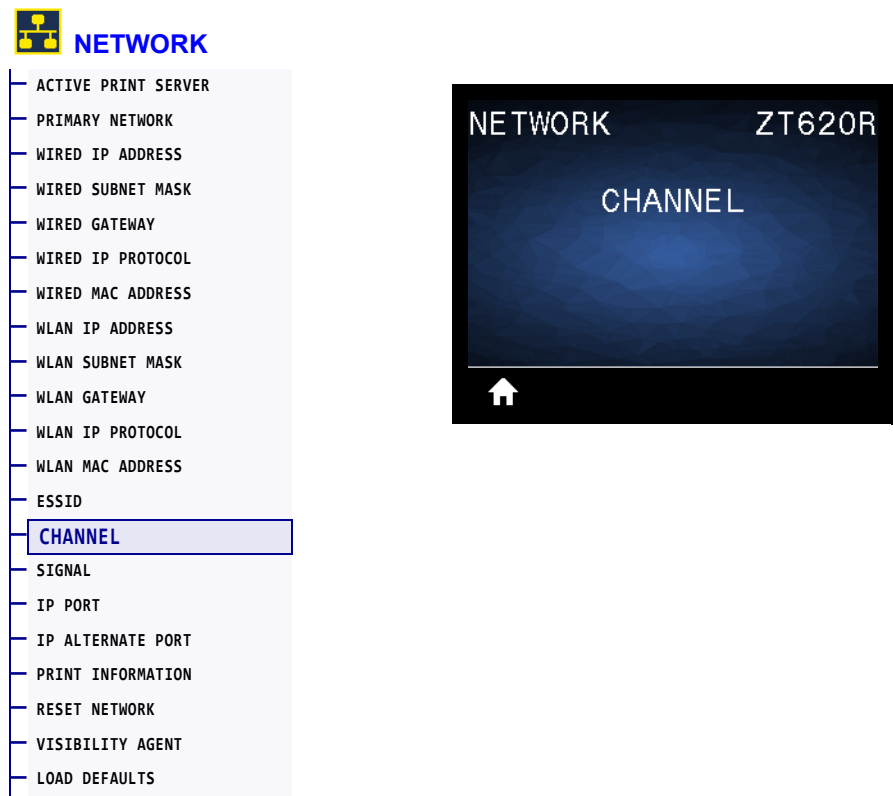 NETWORK
ACTIVE PRINT SERVER
PRIMARY NETWORK
WIRED IP ADDRESS
WIRED SUBNET MASK
WIRED GATEWAY
WIRED IP PROTOCOL
WIRED MAC ADDRESS
WLAN IP ADDRESS
WLAN SUBNET MASK
WLAN GATEWAY
WLAN IP PROTOCOL
WLAN MAC ADDRESS
ESSID
CHANNEL
SIGNAL
IP PORT
IP ALTERNATE PORT
PRINT INFORMATION
RESET NETWORK
VISIBILITY AGENT
LOAD DEFAULTS
NETWORK ZT620R
CHANNEL